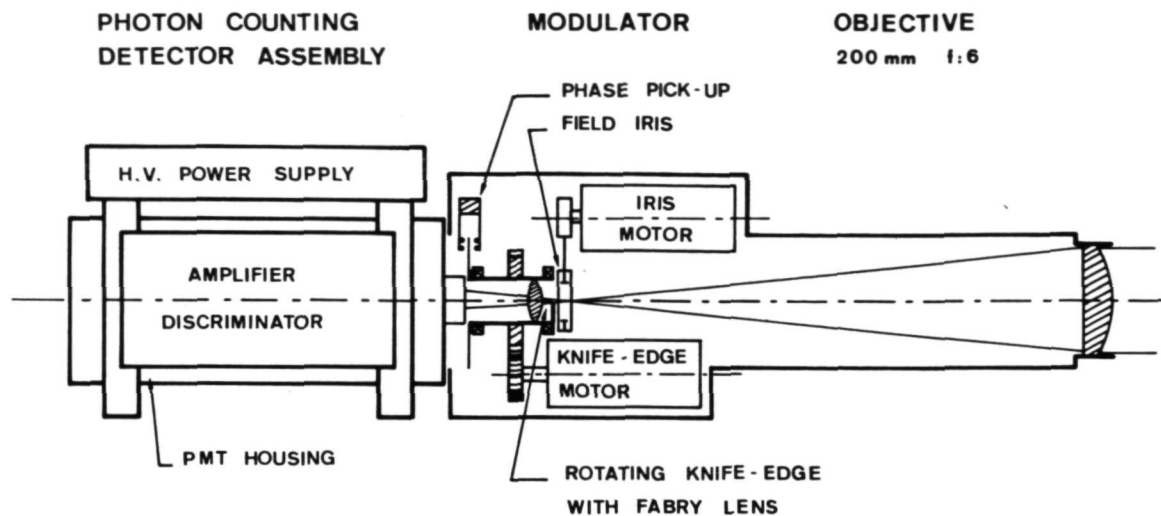 PHOTON COUNTING
DETECTOR ASSEMBLY
MODULATOR
OBJECTIVE
200 mm f:6
PHASE PICK-UP
FIELD IRIS
H.V. POWER SUPPLY
IRIS
MOTOR
AMPLIFIER
DISCRIMINATOR
KNIFE-EDGE
MOTOR
PMT HOUSING
ROTATING KNIFE-EDGE
WITH FABRY LENS